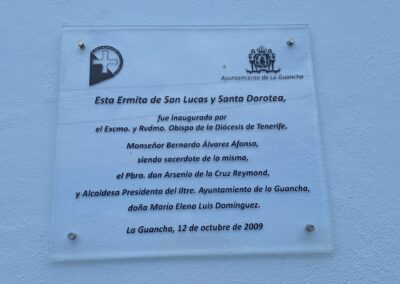 Ayuntamiento de La Guancha
Esta Ermita de San Lucas y Santa Dorotea,
fue inaugurada por
el Excmo. y Rvdmo. Obispo de la Diócesis de Tenerife,
Monseñor Bernardo Álvarez Afonso,
siendo sacerdote de la misma,
el Pbro. don Arsenio de la Cruz Reymond,
y Alcaldesa Presidenta del Iltre. Ayuntamiento de la Guancha,
doña María Elena Luis Domínguez.
La Guancha, 12 de octubre de 2009